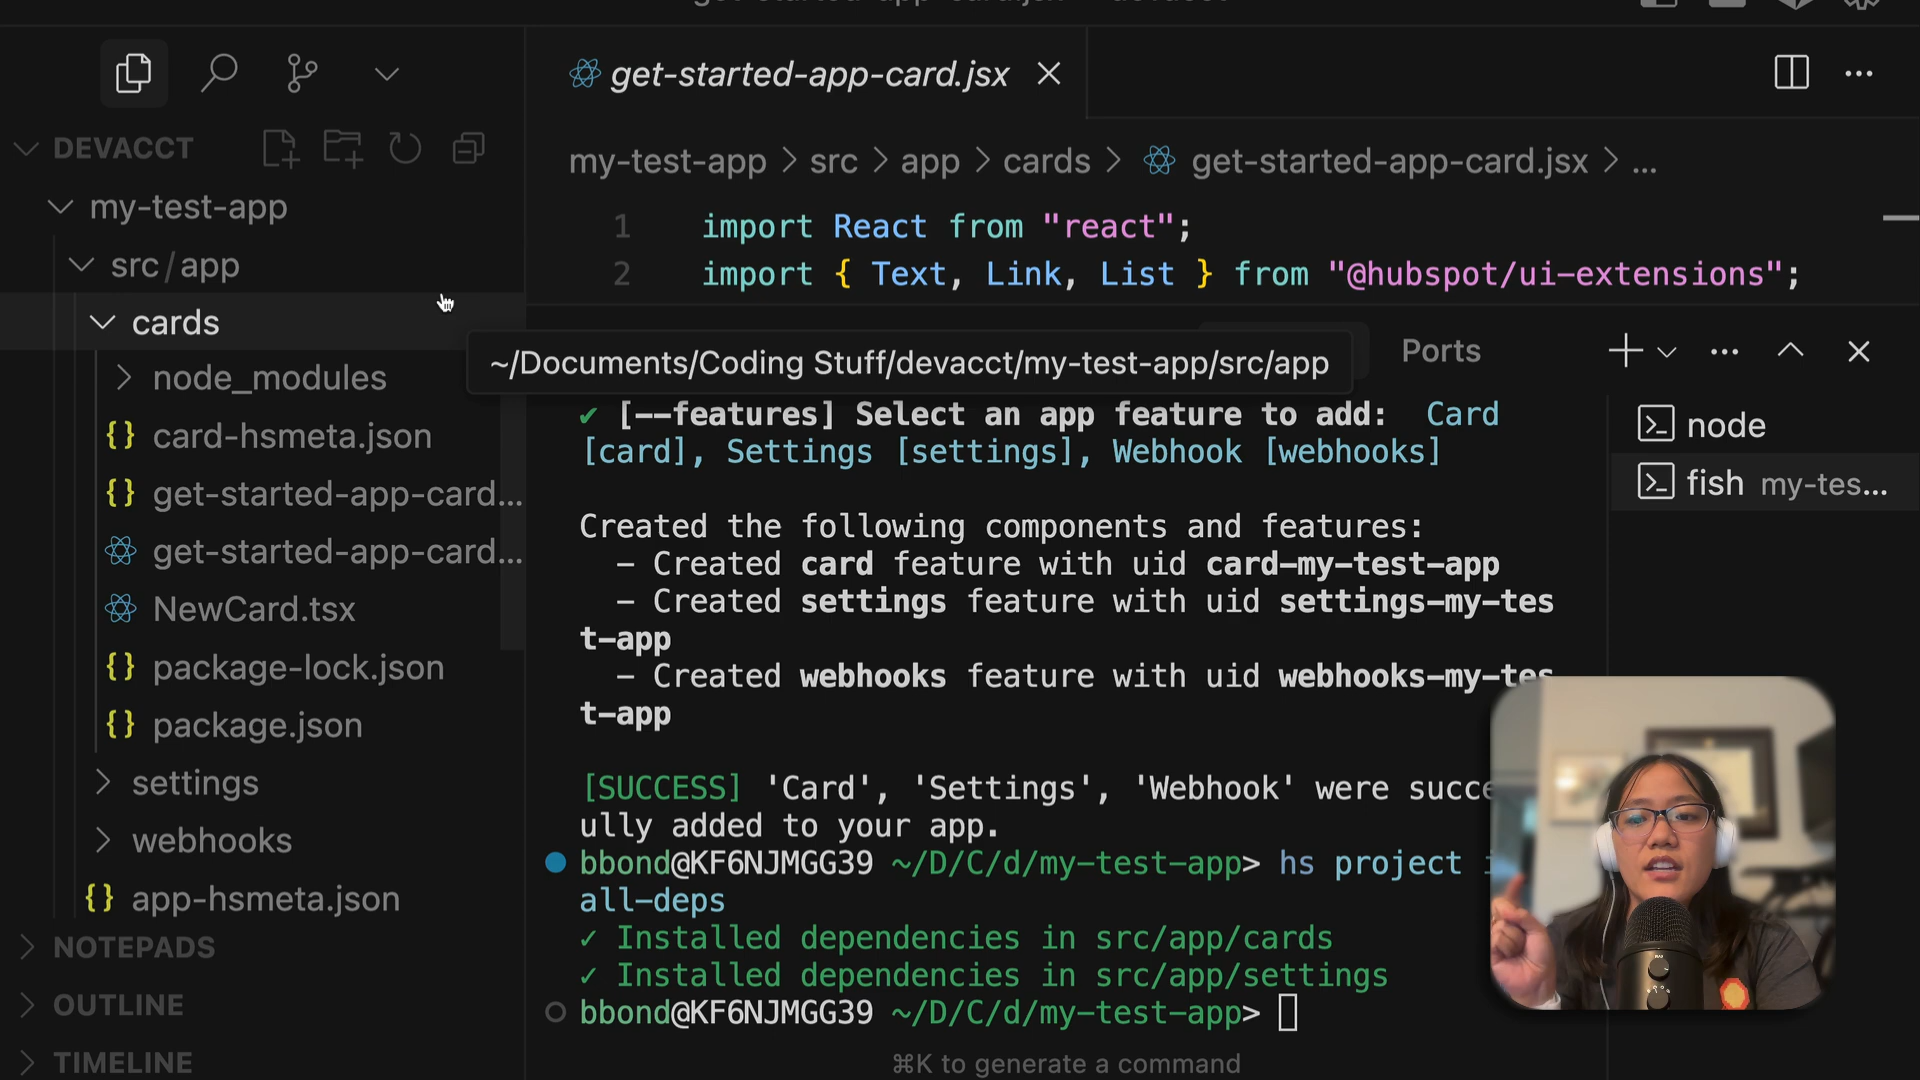 DEVACCT
my-test-app
src/app
cards
node_modules
card-hsmeta.json
get-started-app-card...
get-started-app-card...
NewCard.tsx
package-lock.json
package.json
settings
webhooks
app-hsmeta.json
NOTEPADS
OUTLINE
TIMELINE
get-started-app-card.jsx
my-test-app > src > app > cards > get-started-app-card.jsx > ...
1 import React from "react";
2 import { Text, Link, List } from "@hubspot/ui-extensions";
~/Documents/Coding Stuff/devacct/my-test-app/src/app
Ports
✔ [--features] Select an app feature to add: Card
[card], Settings [settings], Webhook [webhooks]
Created the following components and features:
- Created card feature with uid card-my-test-app
- Created settings feature with uid settings-my-tes
t-app
- Created webhooks feature with uid webhooks-my-tes
t-app
[SUCCESS] 'Card', 'Settings', 'Webhook' were succe
ully added to your app.
bbond@KF6NJMGG39 ~/D/C/d/my-test-app> hs project
all-deps
✓ Installed dependencies in src/app/cards
✓ Installed dependencies in src/app/settings
bbond@KF6NJMGG39 ~/D/C/d/my-test-app>
⌘K to generate a command
node
fish my-tes...